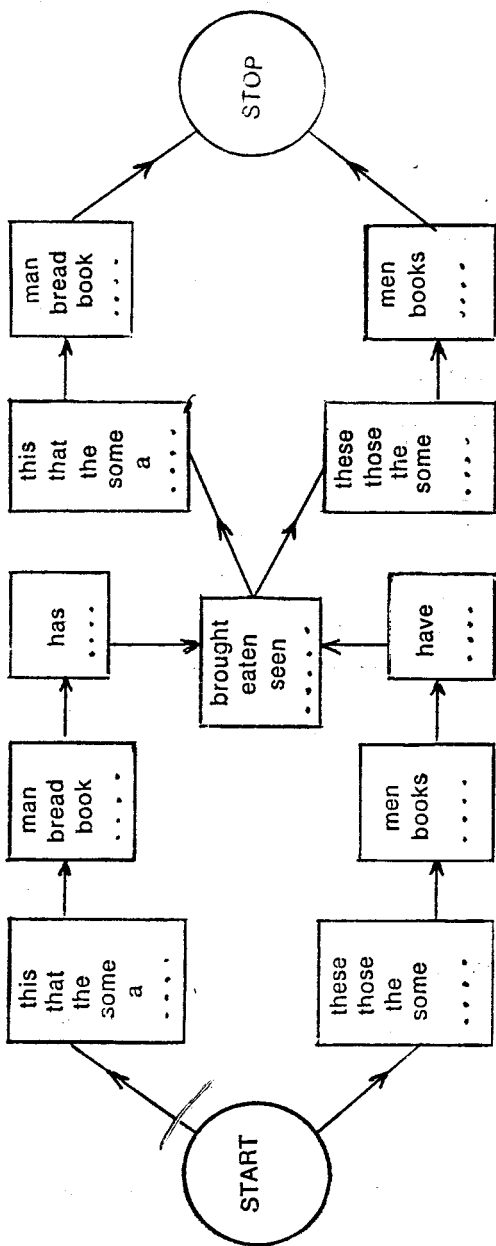 START
this
that
the
some
a
. . . .
man
bread
book
. . . .
has
. . . .
these
those
the
some
. . . .
men
books
. . . .
have
. . . .
brought
eaten
seen
. . . . .
this
that
the
some
a
. . . .
man
bread
book
. . . .
these
those
the
some
. . . .
men
books
. . . .
STOP